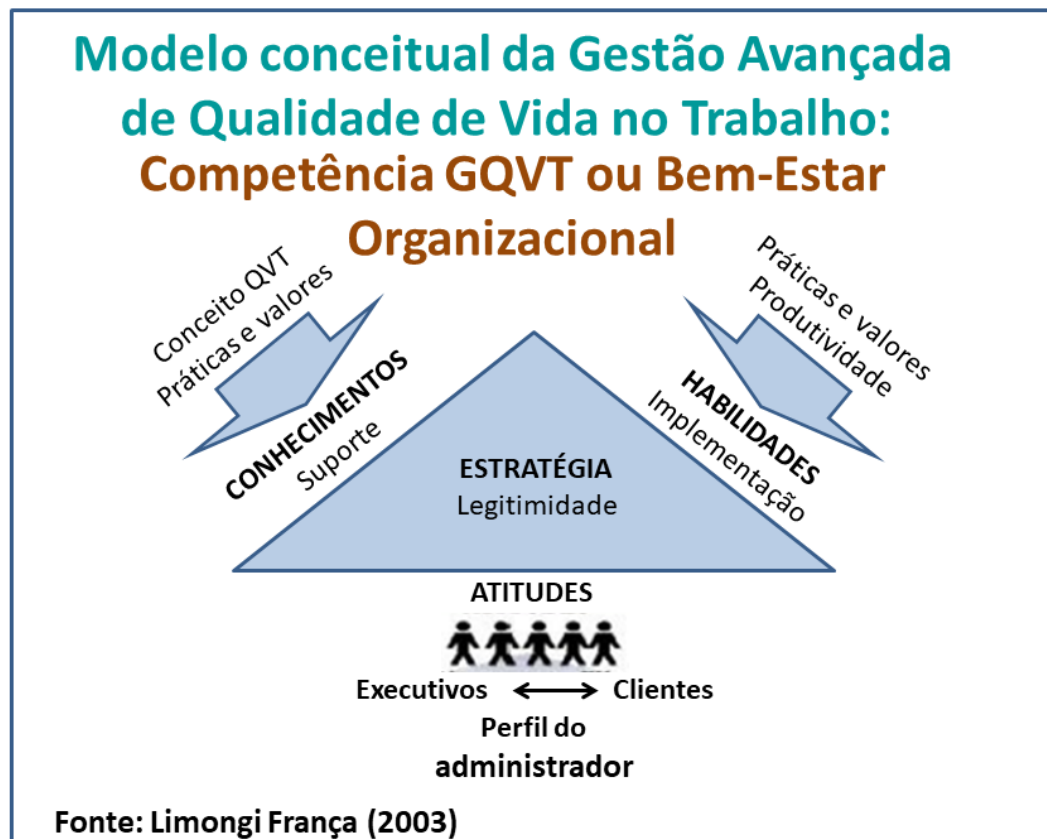 Modelo conceitual da Gestão Avançada
de Qualidade de Vida no Trabalho:
Competência GQVT ou Bem-Estar
Organizacional
Conceito QVT
Práticas e valores
CONHECIMENTOS
Suporte
Práticas e valores
Produtividade
HABILIDADES
Implementação
ESTRATÉGIA
Legitimidade
ATITUDES
Executivos Clientes
Perfil do
administrador
Fonte: Limongi França (2003)